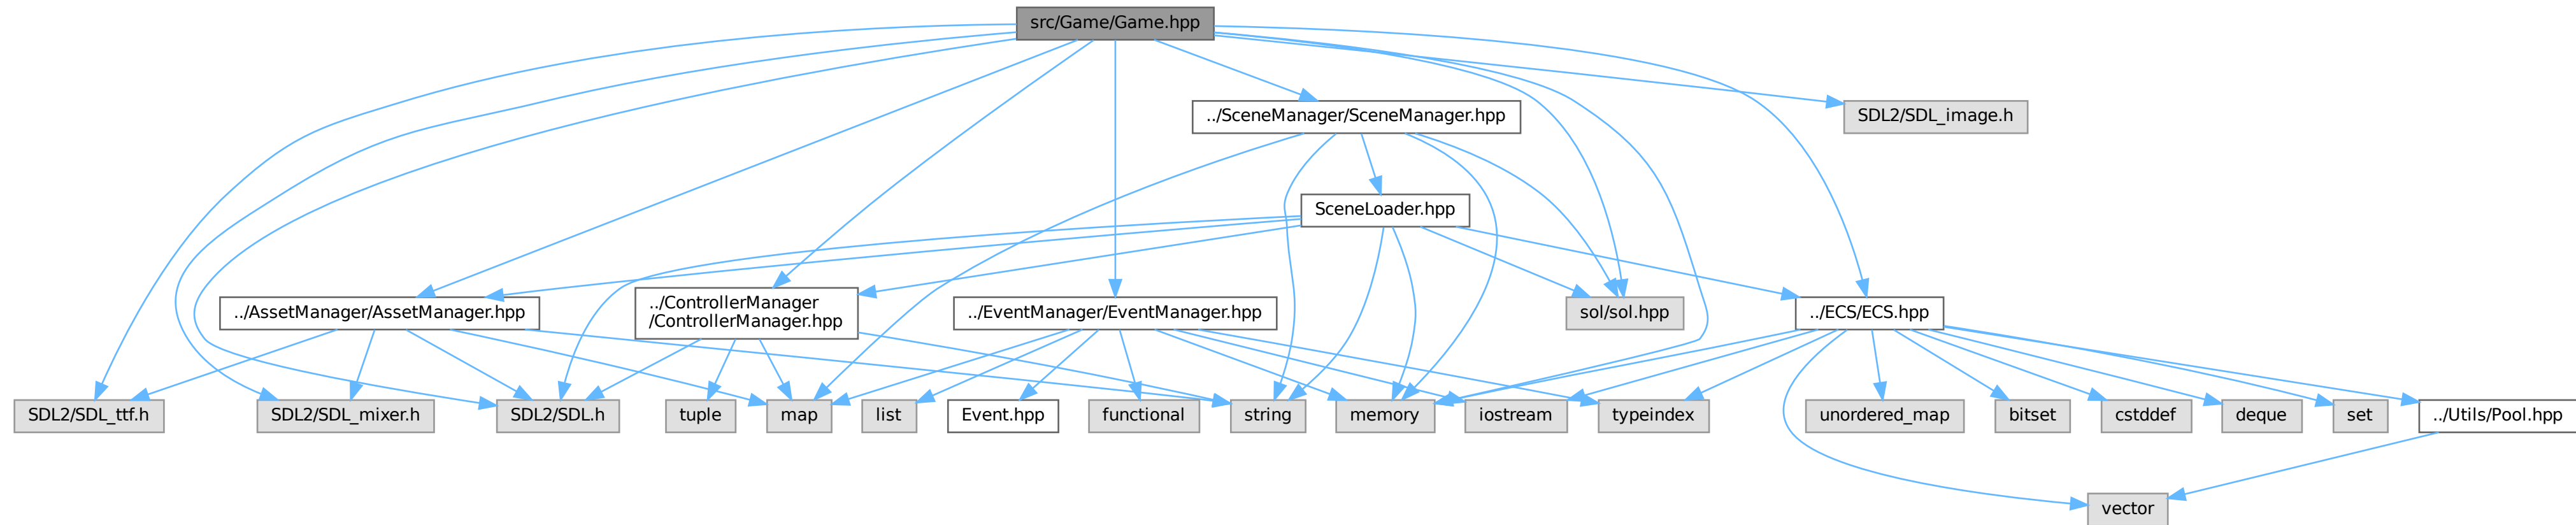 src/Game/Game.hpp
../SceneManager/SceneManager.hpp
SDL2/SDL_image.h
SceneLoader.hpp
../AssetManager/AssetManager.hpp
../ControllerManager
/ControllerManager.hpp
../EventManager/EventManager.hpp
sol/sol.hpp
../ECS/ECS.hpp
SDL2/SDL_ttf.h
SDL2/SDL_mixer.h
SDL2/SDL.h
tuple
map
list
Event.hpp
functional
string
memory
iostream
typeindex
unordered_map
bitset
cstddef
deque
set
../Utils/Pool.hpp
vector